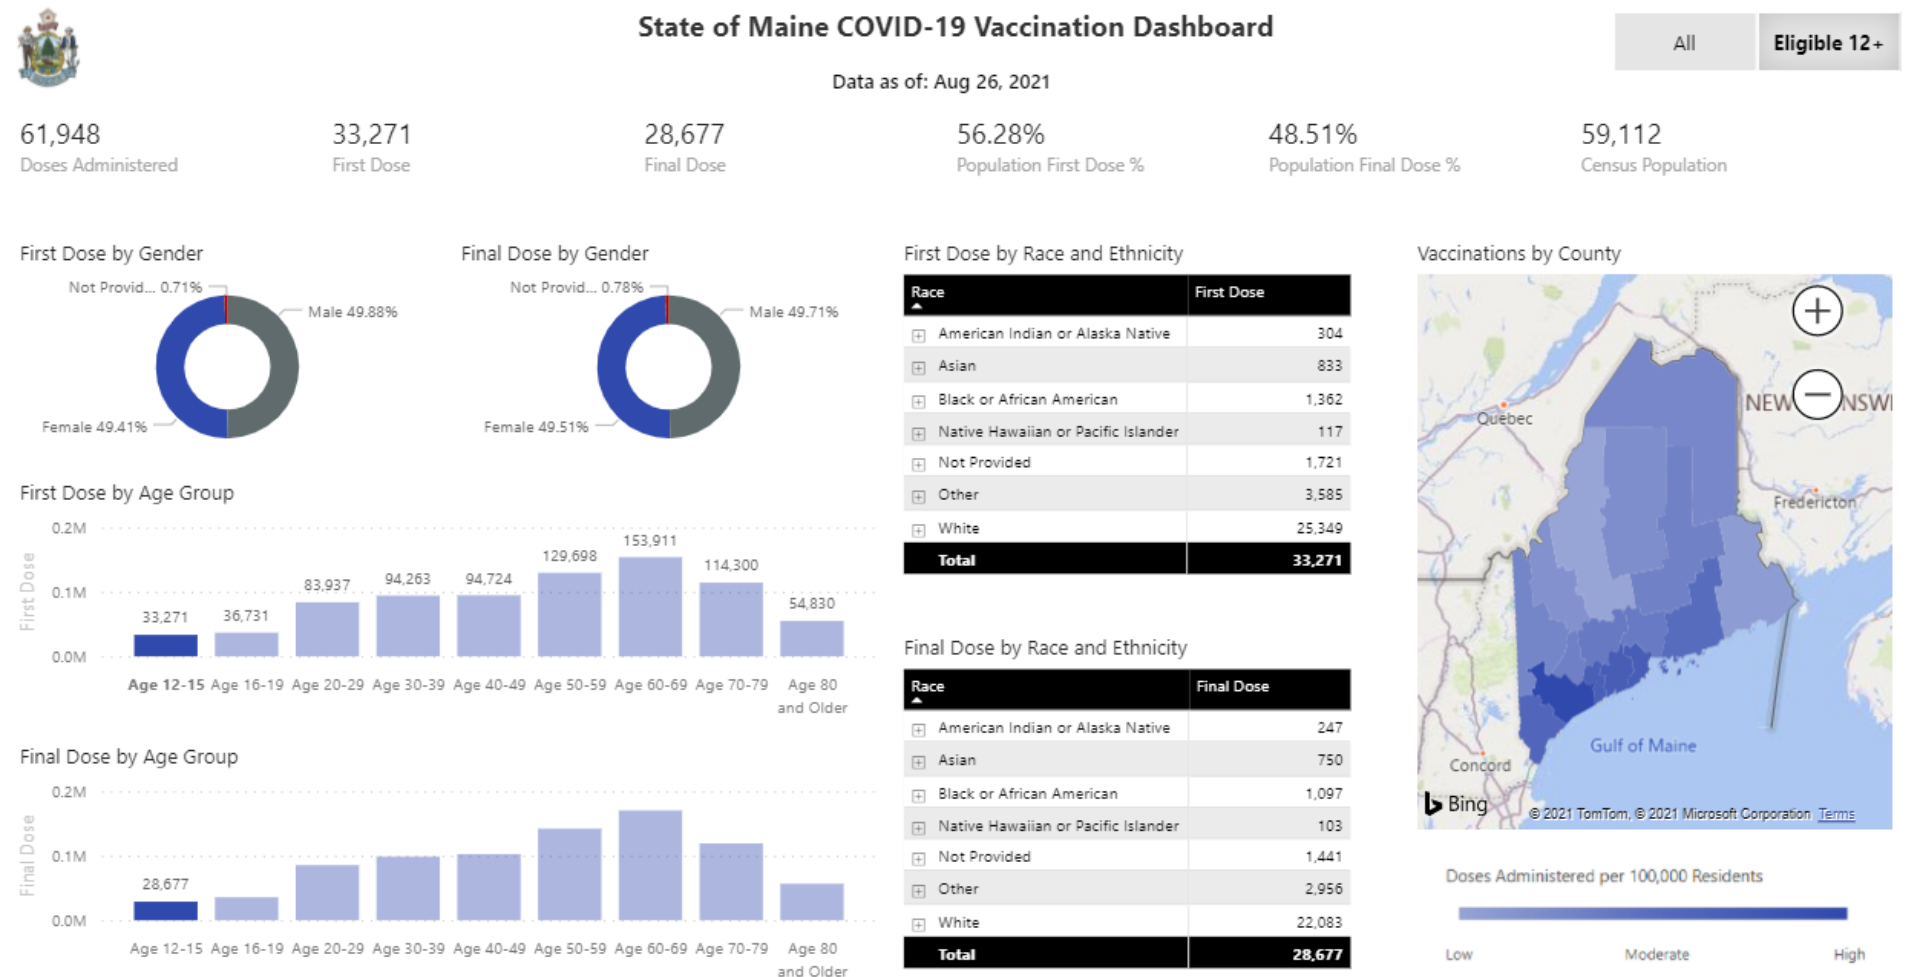 State of Maine COVID-19 Vaccination Dashboard
All
Eligible 12+
Data as of: Aug 26, 2021
61,948
Doses Administered
33,271
First Dose
28,677
Final Dose
56.28%
Population First Dose %
48.51%
Population Final Dose %
59,112
Census Population
First Dose by Gender
Not Provid... 0.71%
Male 49.88%
Female 49.41%
Final Dose by Gender
Not Provid... 0.78%
Male 49.71%
Female 49.51%
First Dose by Age Group
First Dose
0.2M
0.1M
0.0M
33,271
36,731
83,937
94,263
94,724
129,698
153,911
114,300
54,830
Age 12-15 Age 16-19 Age 20-29 Age 30-39 Age 40-49 Age 50-59 Age 60-69 Age 70-79 Age 80
and Older
Final Dose by Age Group
Final Dose
0.2M
0.1M
0.0M
28,677
Age 12-15 Age 16-19 Age 20-29 Age 30-39 Age 40-49 Age 50-59 Age 60-69 Age 70-79 Age 80
and Older
First Dose by Race and Ethnicity
Race First Dose
American Indian or Alaska Native 304
Asian 833
Black or African American 1,362
Native Hawaiian or Pacific Islander 117
Not Provided 1,721
Other 3,585
White 25,349
Total 33,271
Final Dose by Race and Ethnicity
Race Final Dose
American Indian or Alaska Native 247
Asian 750
Black or African American 1,097
Native Hawaiian or Pacific Islander 103
Not Provided 1,441
Other 2,956
White 22,083
Total 28,677
Vaccinations by County
Quebec
NEW NSWI
Fredericton
Gulf of Maine
Concord
Bing
© 2021 TomTom, © 2021 Microsoft Corporation Terms
Doses Administered per 100,000 Residents
Low Moderate High